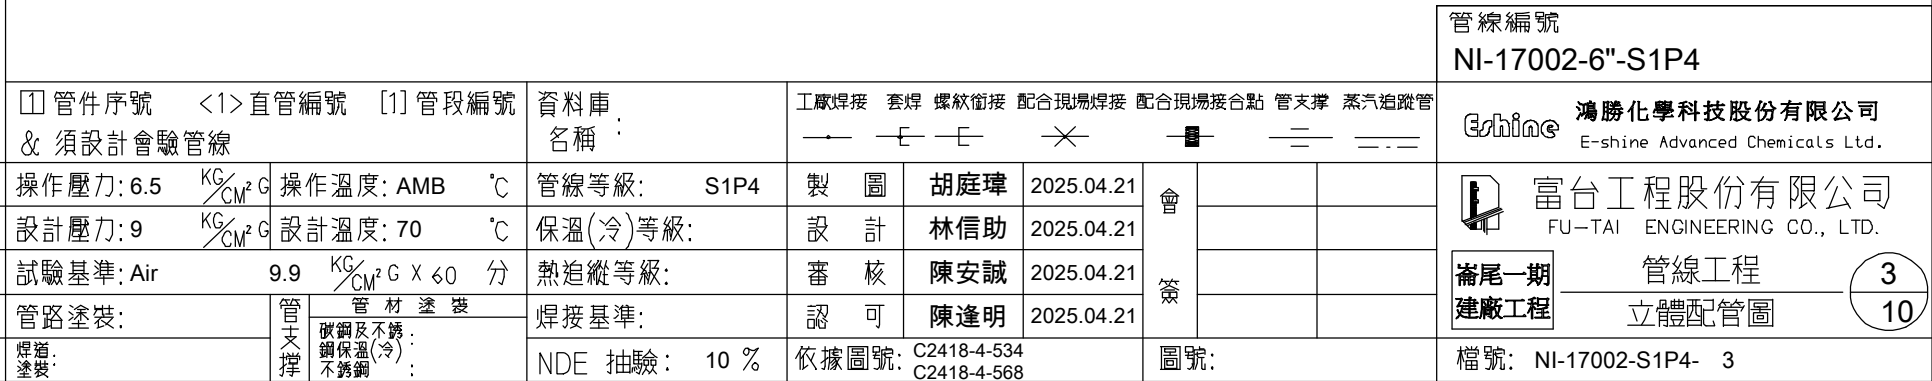 管線編號
NI-17002-6"-S1P4
1 管件序號 <1>直管編號 [1]管段編號
& 須設計會驗管線
資料庫
名稱 :
工廠焊接 套焊 螺紋銜接 配合現場焊接 配合現場接合點 管支撐 蒸汽追蹤管
Eshine 鴻勝化學科技股份有限公司
E-shine Advanced Chemicals Ltd.
操作壓力: 6.5 KG/CM² G 操作溫度: AMB °C 管線等級: S1P4 製圖 胡庭瑋 2025.04.21
設計壓力: 9 KG/CM² G 設計溫度: 70 °C 保溫(冷)等級: 設計 林信助 2025.04.21
試驗基準: Air 9.9 KG/CM² G X 60 分 熱追縱等級: 審核 陳安誠 2025.04.21
管路塗裝: 管支撐 管材塗裝 焊接基準: 認可 陳逢明 2025.04.21
會簽
碳鋼及不銹 :
鋼保溫(冷)
不銹鋼 :
焊道:
塗裝:
NDE 抽驗: 10 %
依據圖號: C2418-4-534
C2418-4-568
圖號:
富台工程股份有限公司
FU-TAI ENGINEERING CO., LTD.
崙尾一期
建廠工程
管線工程
立體配管圖
3
10
檔號: NI-17002-S1P4- 3